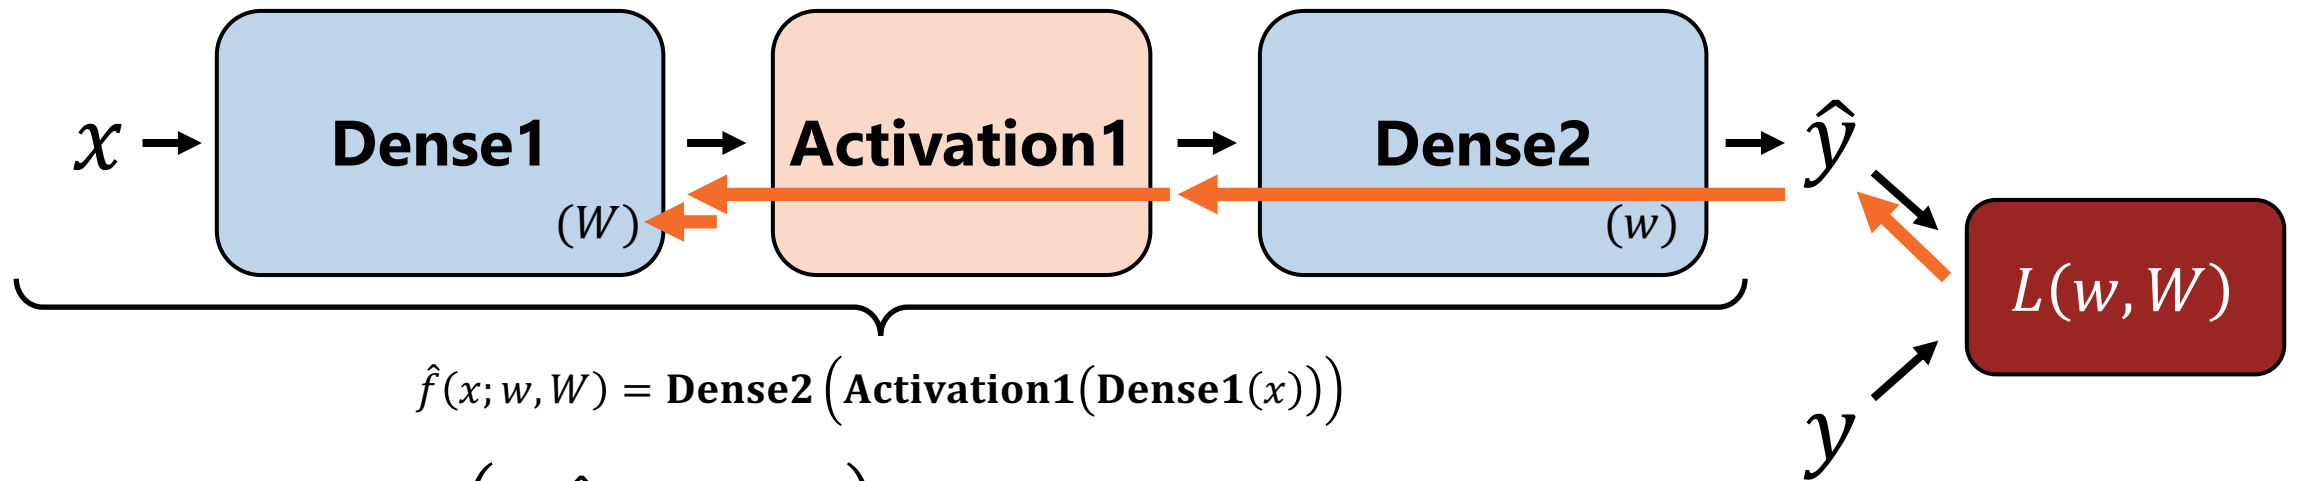 x Dense1 Activation1 Dense2 ŷ
(W) (w)
L(w, W)
f̂(x; w, W) = Dense2(Activation1(Dense1(x)))
y